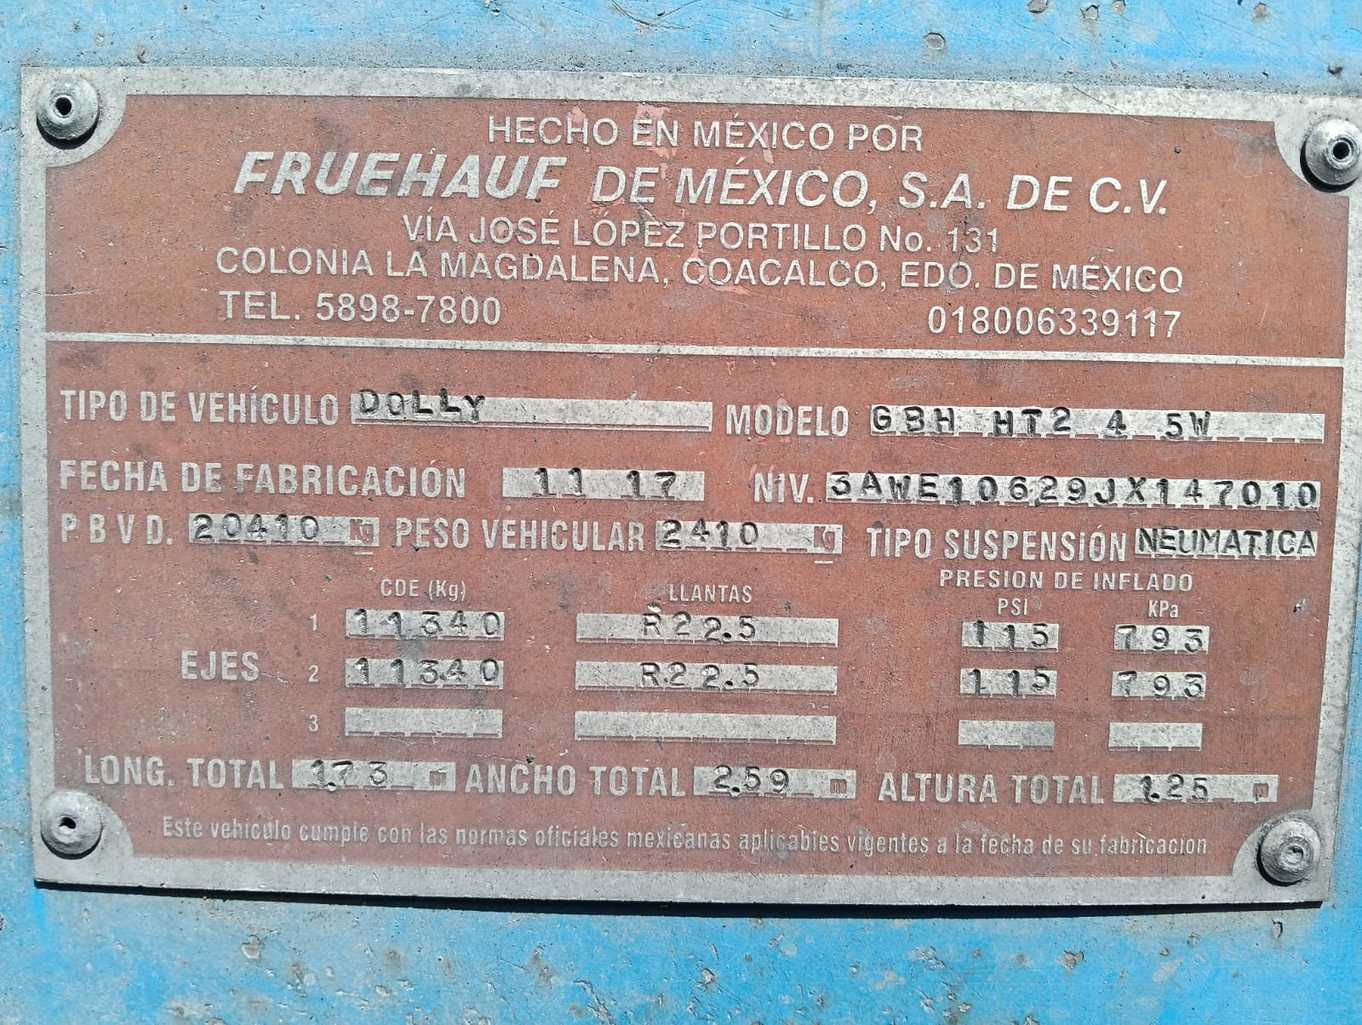 HECHO EN MÉXICO POR
FRUEHAUF DE MÉXICO, S.A. DE C.V.
VÍA JOSÉ LÓPEZ PORTILLO No. 131
COLONIA LA MAGDALENA, COACALCO, EDO. DE MÉXICO
TEL. 5898-7800 018006339117
TIPO DE VEHÍCULO DOLLY MODELO GBH HT2 4 5W
FECHA DE FABRICACIÓN 11 17 NIV. 3AWE10629JX147010
P B V D. 20410 Kg PESO VEHICULAR 2410 Kg TIPO SUSPENSIÓN NEUMATICA
CDE (Kg) LLANTAS PRESION DE INFLADO
PSI KPa
1 11340 R22.5 115 793
EJES 2 11340 R22.5 115 793
3
LONG. TOTAL 1.73 m ANCHO TOTAL 2.59 m ALTURA TOTAL 1.25 m
Este vehículo cumple con las normas oficiales mexicanas aplicables vigentes a la fecha de su fabricación